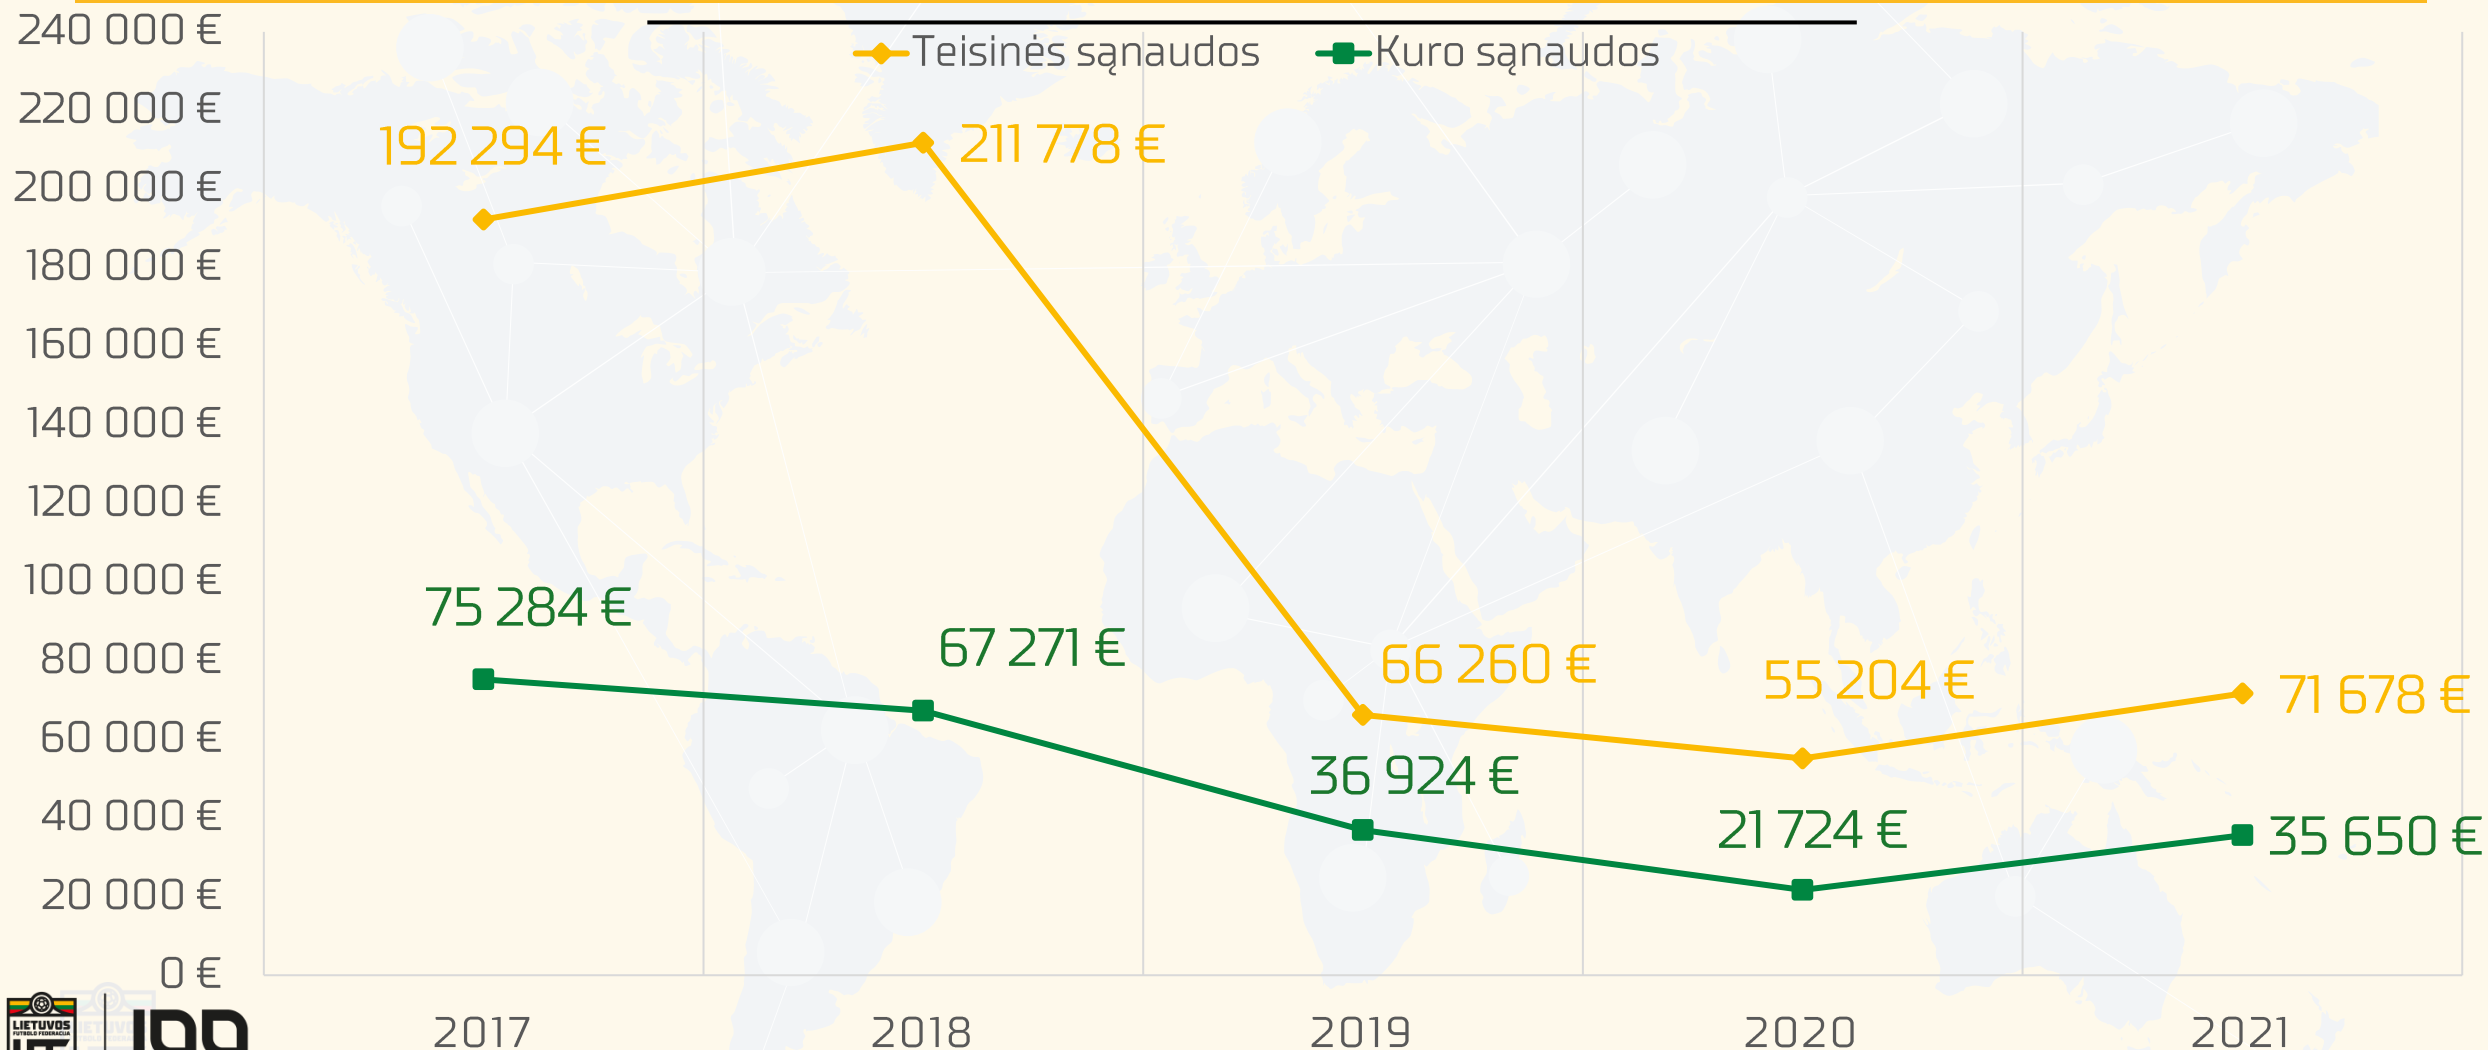 Teisinės sąnaudos Kuro sąnaudos
240 000 €
220 000 €
200 000 €
180 000 €
160 000 €
140 000 €
120 000 €
100 000 €
80 000 €
60 000 €
40 000 €
20 000 €
0 €
192 294 €
211 778 €
66 260 €
55 204 €
71 678 €
75 284 €
67 271 €
36 924 €
21 724 €
35 650 €
2017 2018 2019 2020 2021
LIETUVOS
FUTBOLO FEDERACIJA